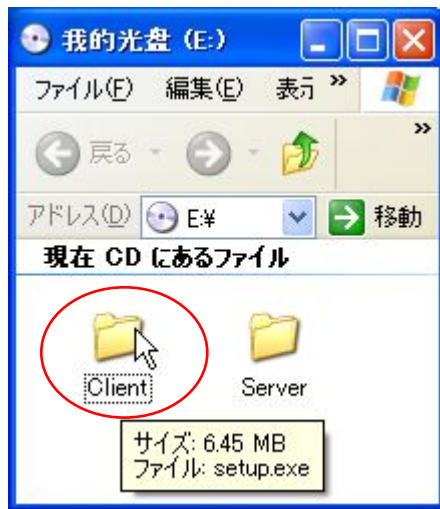 我的光盘 (E:)
ファイル(F) 編集(E) 表示 »
戻る »
アドレス(D) E:¥ 移動
現在 CD にあるファイル
Client Server
サイズ: 6.45 MB
ファイル: setup.exe